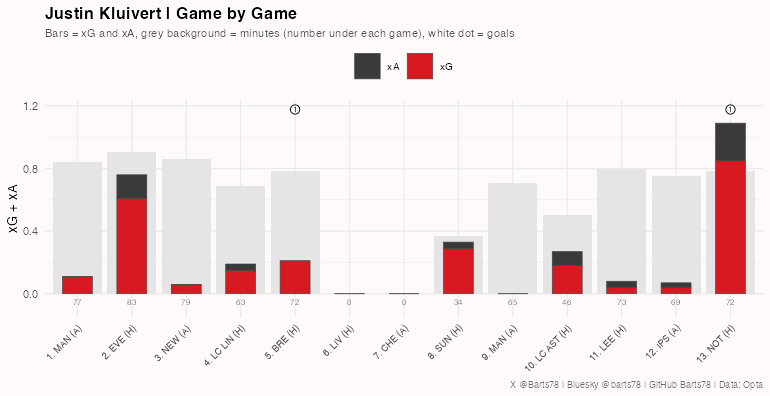 Justin Kluivert | Game by Game
Bars = xG and xA, grey background = minutes (number under each game), white dot = goals
xA xG
xG + xA
1.2
0.8
0.4
0.0
1 1
77 83 79 63 72 0 0 34 65 46 73 69 72
1. MAN (A)
2. EVE (H)
3. NEW (A)
4. LC LIN (H)
5. BRE (H)
6. LIV (H)
7. CHE (A)
8. SUN (H)
9. MAN (A)
10. LC AST (H)
11. LEE (H)
12. IPS (A)
13. NOT (H)
X @Barts78 | Bluesky @barts78 | GitHub Barts78 | Data: Opta